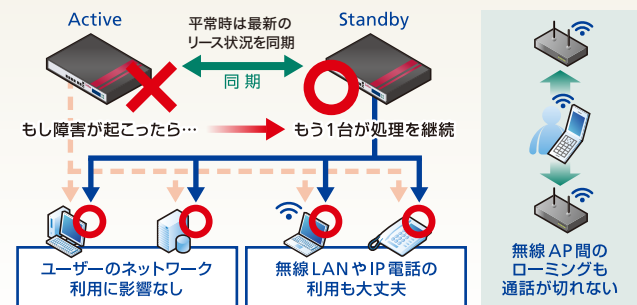 Active
平常時は最新の
リース状況を同期
Standby
同期
もし障害が起こったら…
もう1台が処理を継続
ユーザーのネットワーク
利用に影響なし
無線LANやIP電話の
利用も大丈夫
無線AP間の
ローミングも
通話が切れない